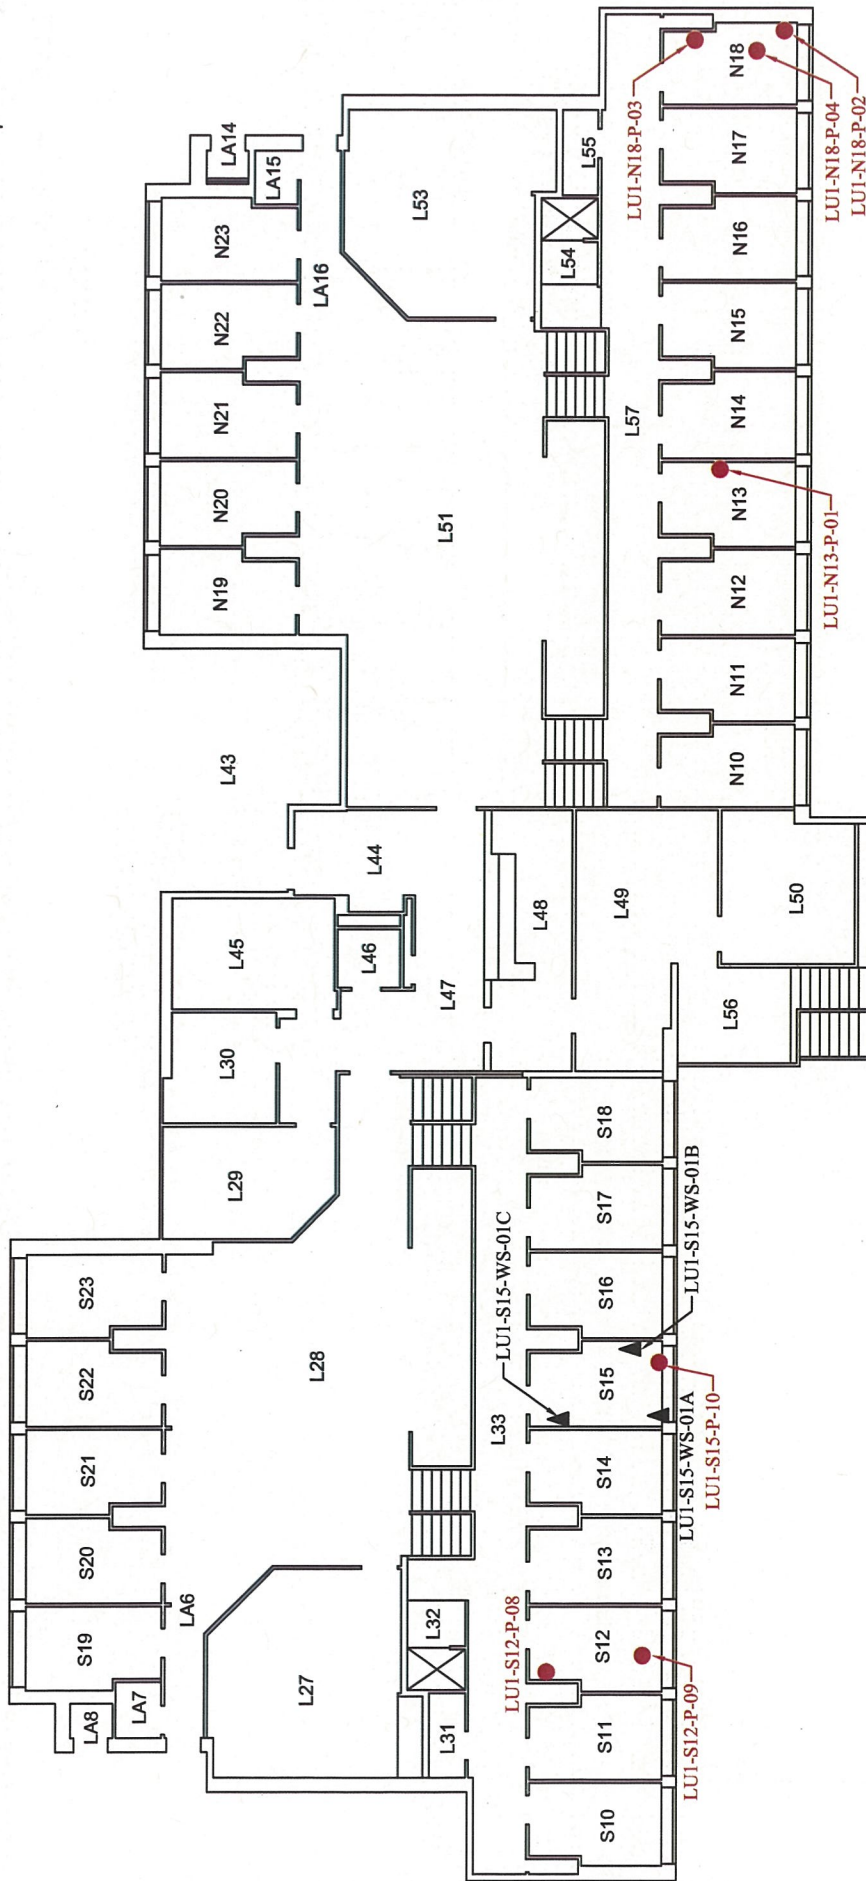 LA14
LA15
N23
N22
N21
N20
N19
LA16
L53
L55
L54
L51
L57
L43
N18
N17
N16
N15
N14
N13
N12
N11
N10
LU1-N18-P-03
LU1-N18-P-04
LU1-N18-P-02
LU1-N13-P-01
L44
L45
L46
L47
L48
L49
L50
L56
L30
L29
S23
S22
S21
S20
S19
LA8
LA7
LA6
L28
L27
L31
L32
L33
S18
S17
S16
S15
S14
S13
S12
S11
S10
LU1-S15-WS-01C
LU1-S15-WS-01B
LU1-S15-WS-01A
LU1-S15-P-10
LU1-S12-P-08
LU1-S12-P-09